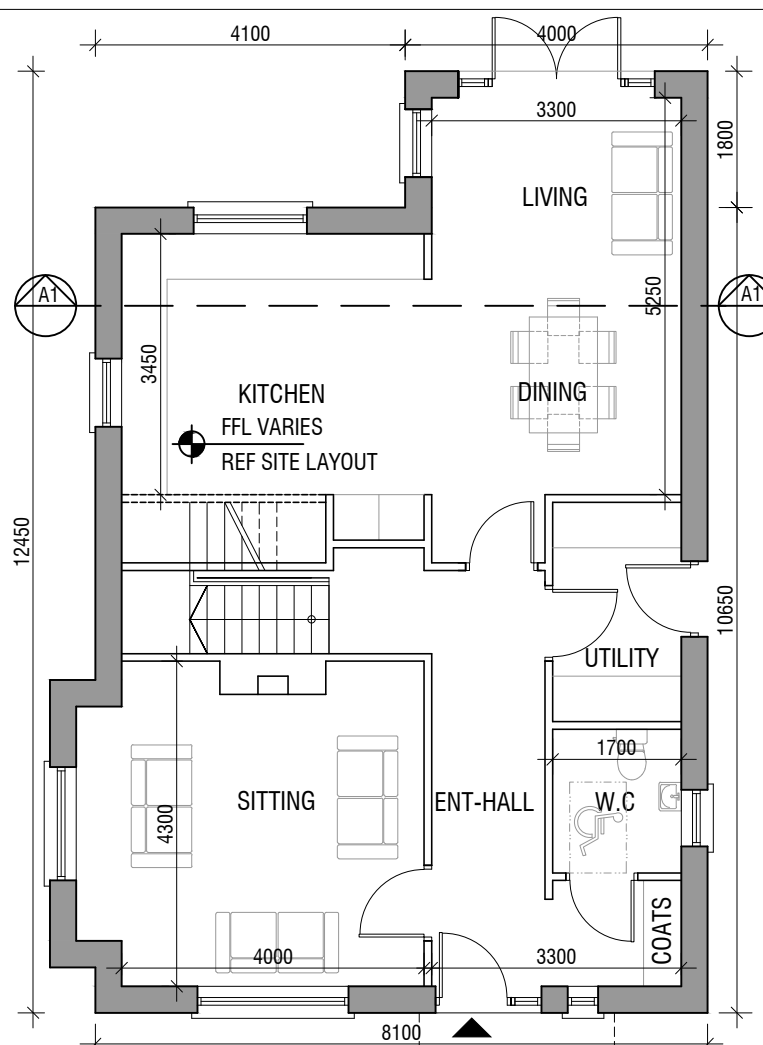 4100
4000
3300
1800
LIVING
A1
A1
5250
3450
KITCHEN
DINING
FFL VARIES
REF SITE LAYOUT
12450
10650
UTILITY
1700
SITTING
ENT-HALL
W.C
4300
COATS
4000
3300
8100